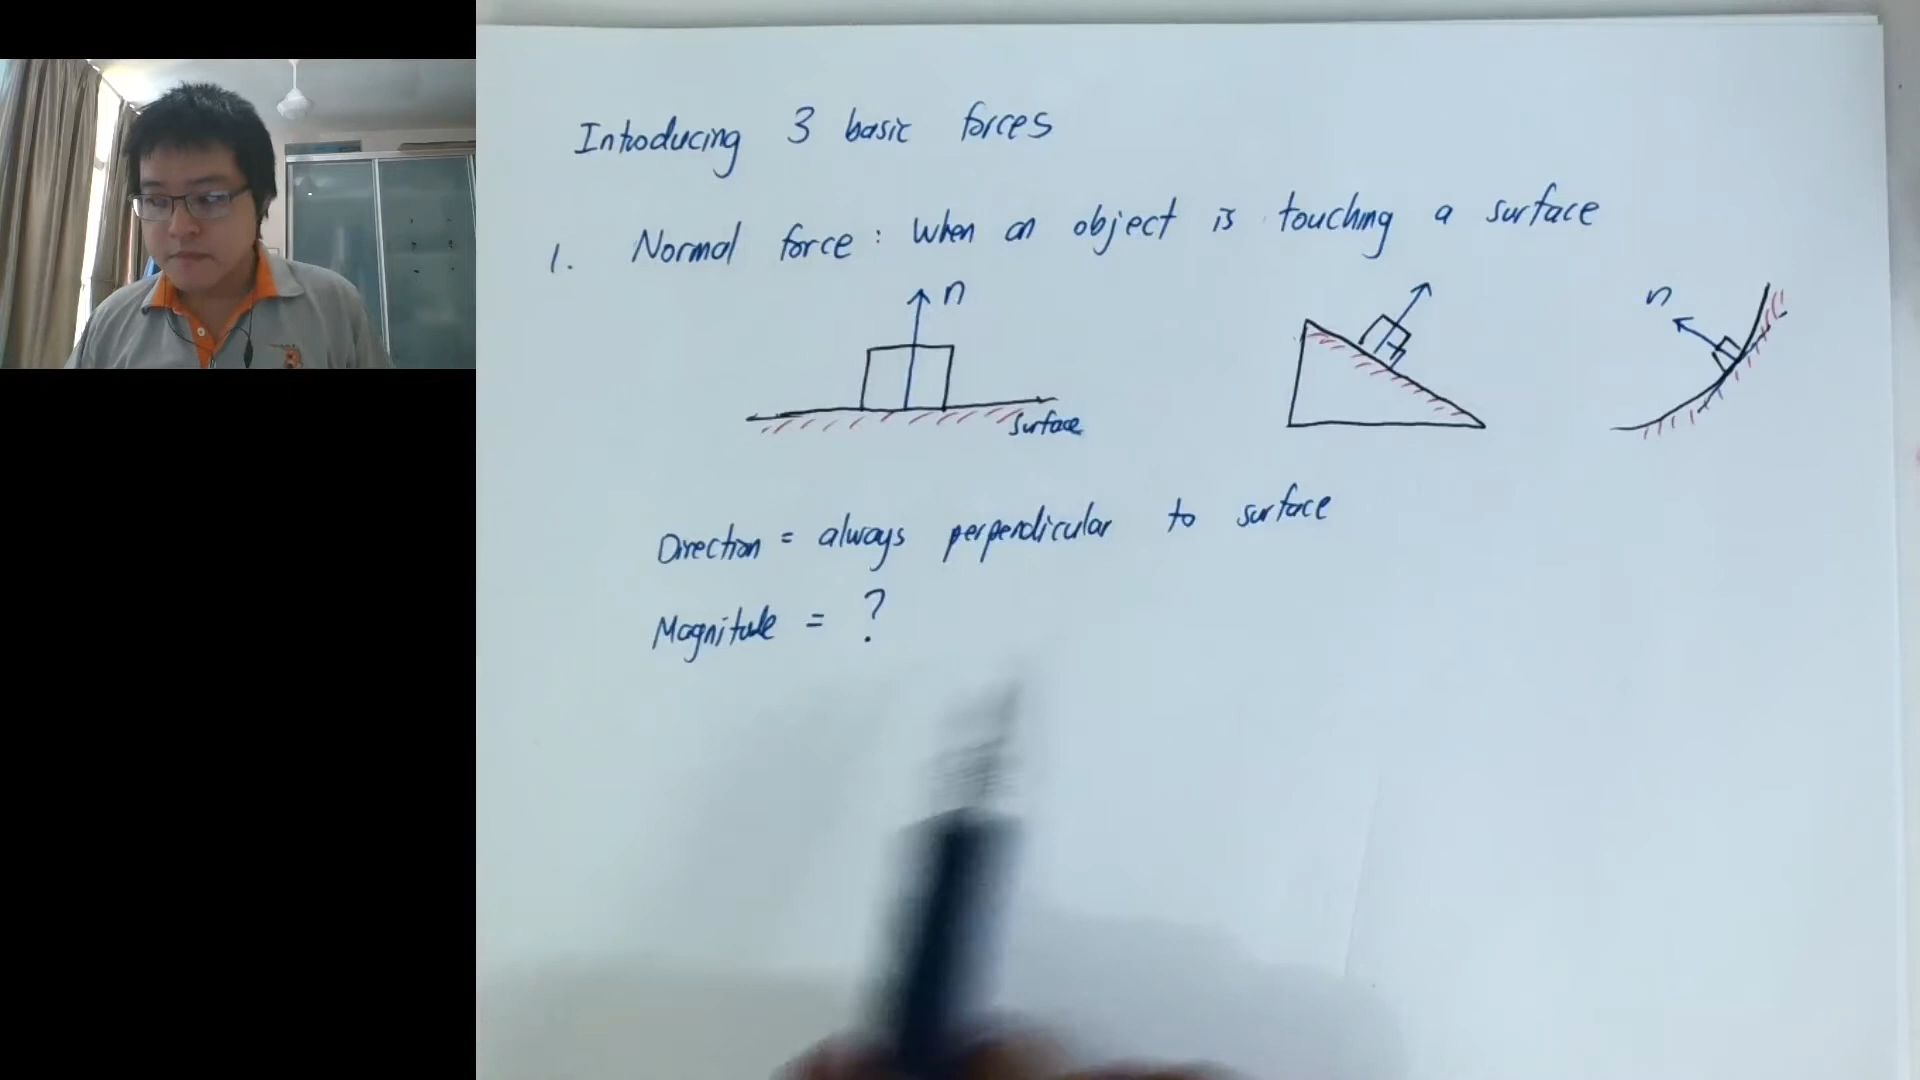 Introducing 3 basic forces
1. Normal force : When an object is touching a surface
n
n
Surface
Direction = always perpendicular to surface
Magnitude = ?